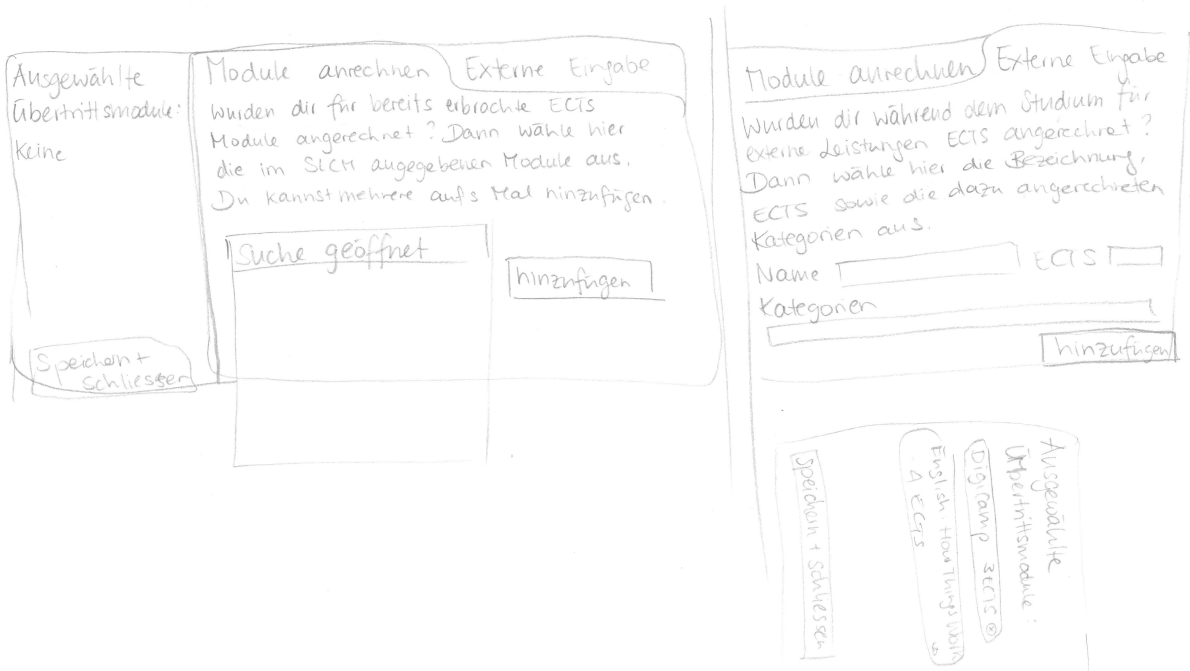 Ausgewählte
Übertrittsmodule:
Keine
Speichern +
schliessen
Module anrechnen
Externe Eingabe
Wurden dir für bereits erbrachte ECTS
Module angerechnet? Dann wähle hier
die im SLCM angegebenen Module aus.
Du kannst mehrere aufs Mal hinzufügen.
Suche geöffnet
hinzufügen
Module anrechnen
Externe Eingabe
Wurden dir während dem Studium für
externe Leistungen ECTS angerechnet?
Dann wähle hier die Bezeichnung,
ECTS sowie die dazu angerechneten
Kategorien aus.
Name
ECTS
Kategorien
hinzufügen
Ausgewählte
Übertrittsmodule:
Digicamp 3 ECTS
English: How Things Work
4 ECTS
Speichern + Schliessen